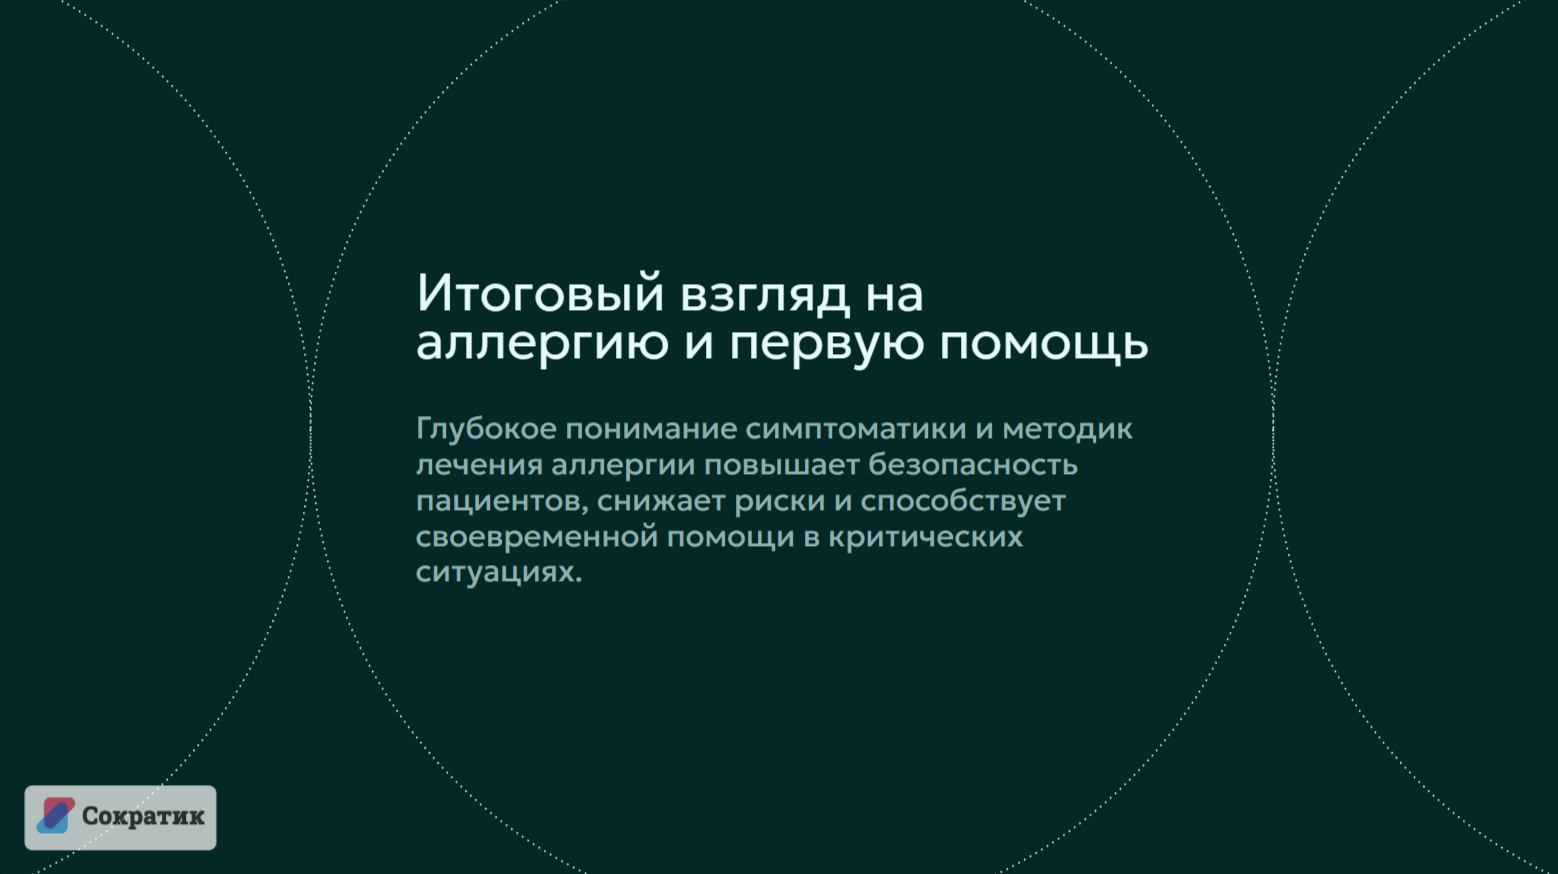 Итоговый взгляд на
аллергию и первую помощь
Глубокое понимание симптоматики и методик
лечения аллергии повышает безопасность
пациентов, снижает риски и способствует
своевременной помощи в критических
ситуациях.
Сократик